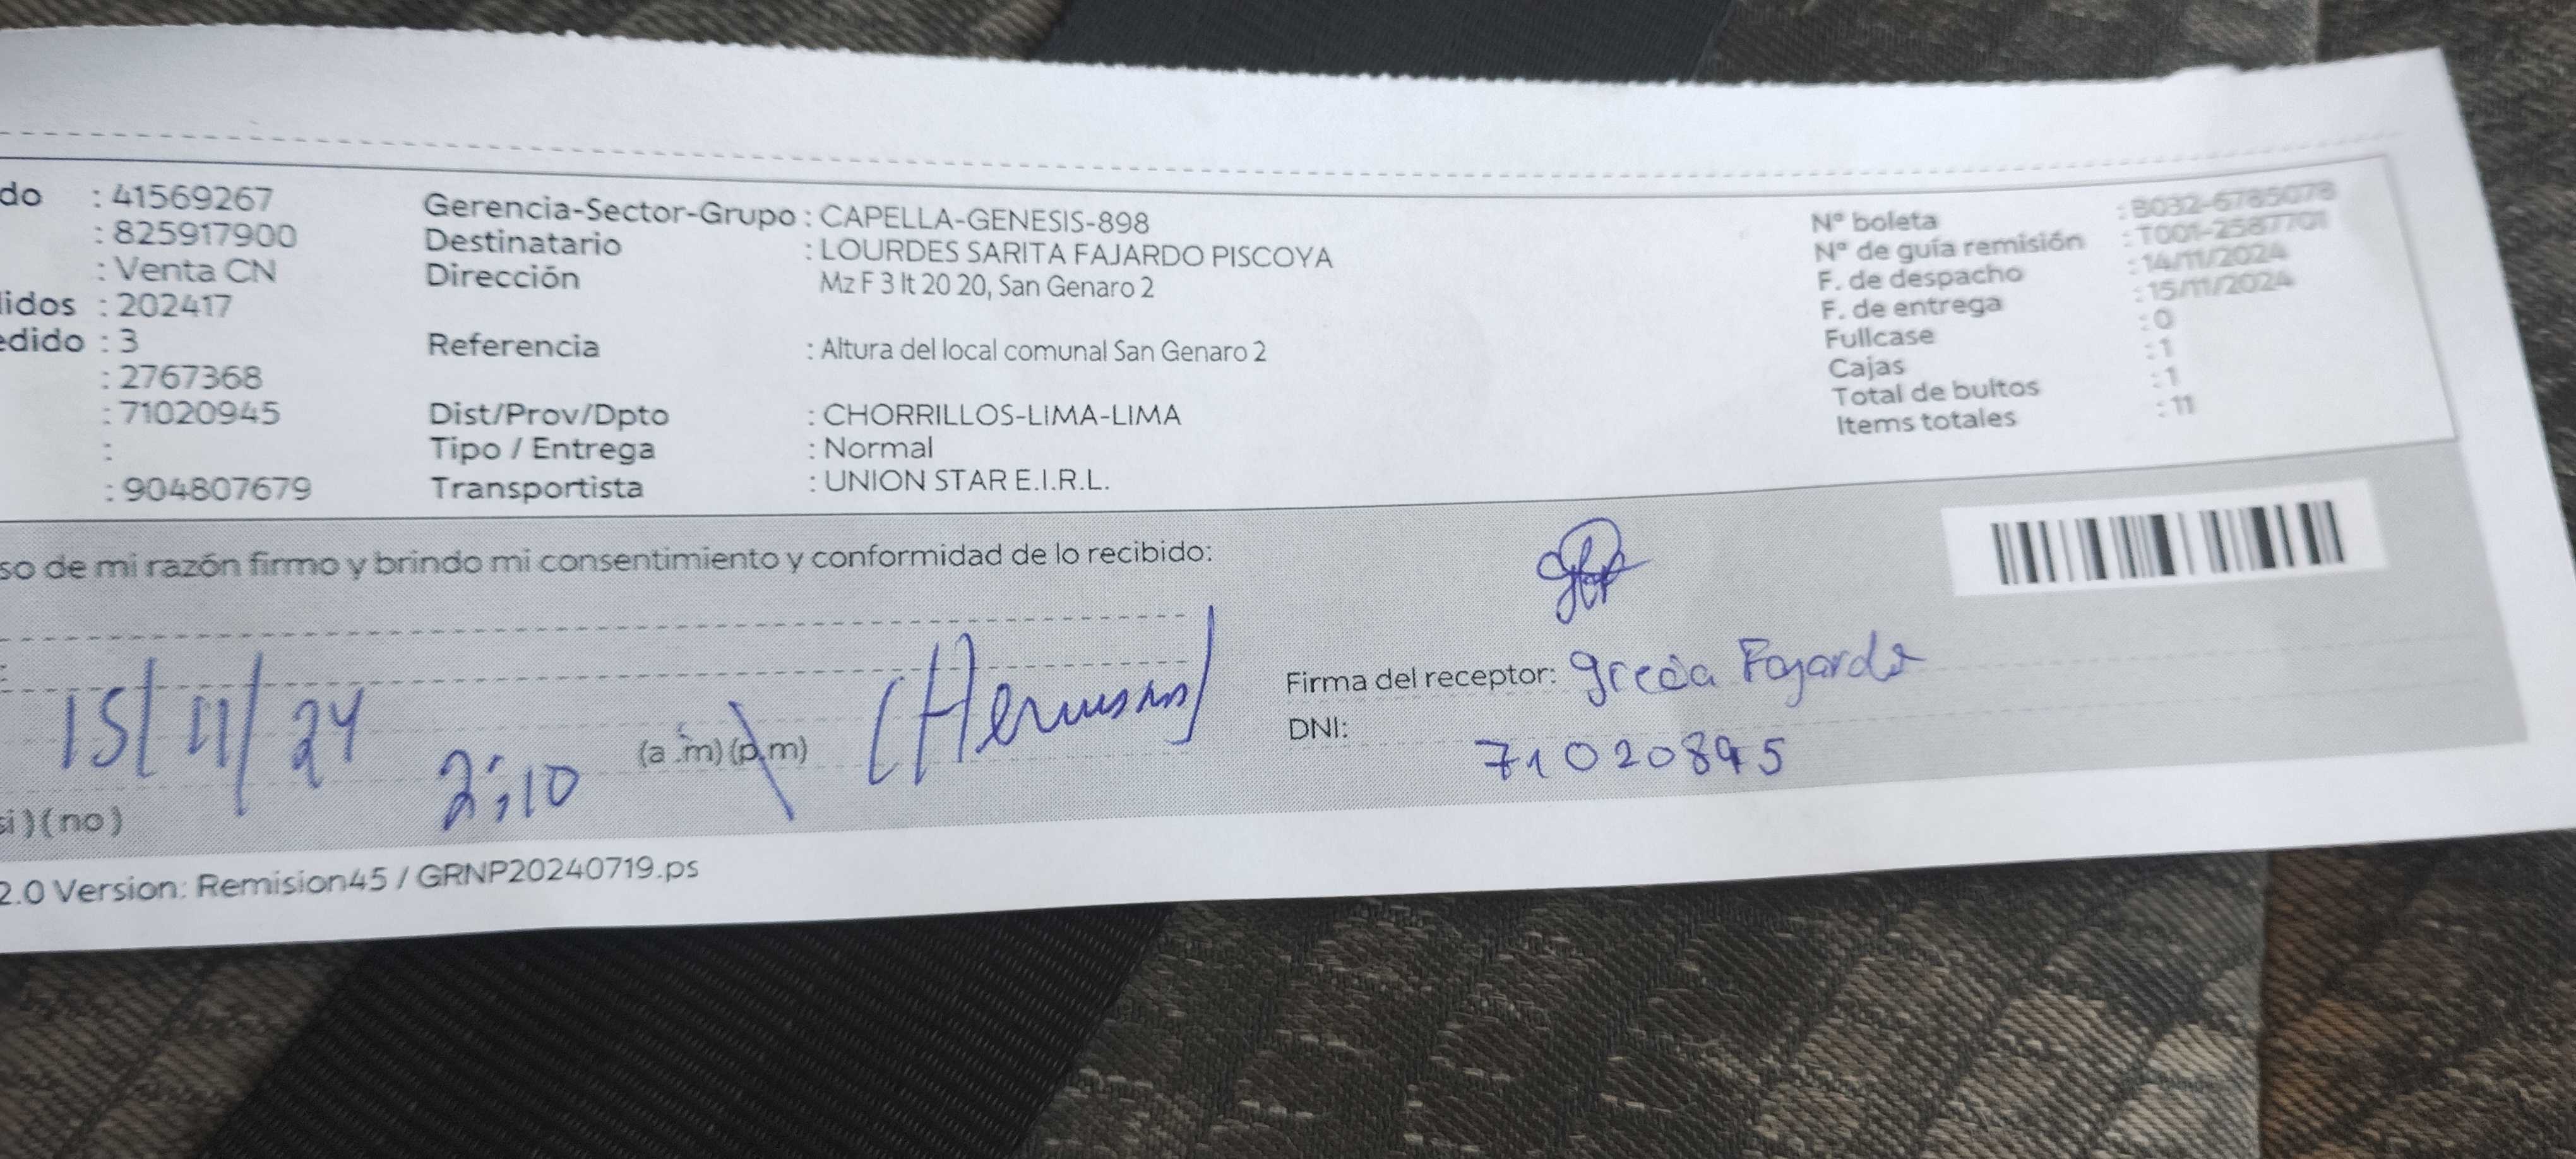 do : 41569267
: 825917900
: Venta CN
lidos : 202417
edido : 3
: 2767368
: 71020945
:
: 904807679
Gerencia-Sector-Grupo : CAPELLA-GENESIS-898
Destinatario : LOURDES SARITA FAJARDO PISCOYA
Dirección Mz F 3 lt 20 20, San Genaro 2
Referencia : Altura del local comunal San Genaro 2
Dist/Prov/Dpto : CHORRILLOS-LIMA-LIMA
Tipo / Entrega : Normal
Transportista : UNION STAR E.I.R.L.
Nº boleta : B032-6785078
Nº de guía remisión : T001-25877011
F. de despacho : 14/11/2024
F. de entrega : 15/11/2024
Fullcase : 0
Cajas : 1
Total de bultos : 1
Items totales : 11
so de mi razón firmo y brindo mi consentimiento y conformidad de lo recibido:
15/11/24
2:10 (a.m) (p.m)
Firma del receptor: grecia Fajardo
DNI: 71020895
si ) ( no )
2.0 Version: Remision45 / GRNP20240719.ps